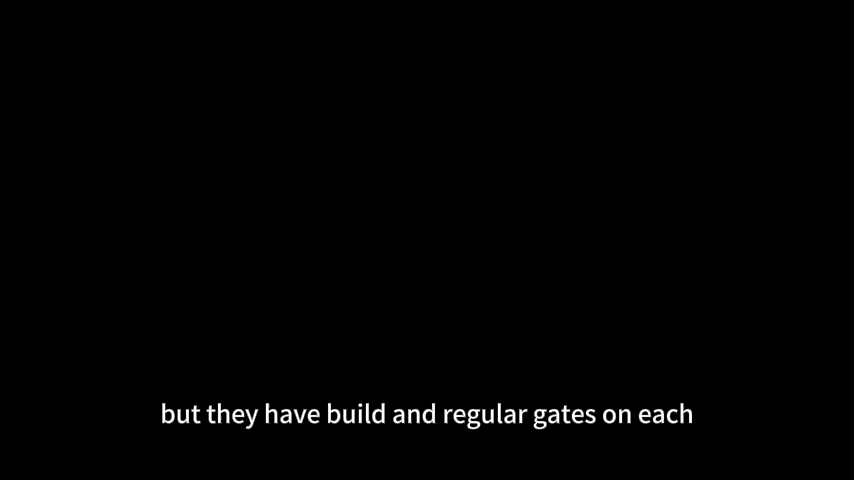 but they have build and regular gates on each